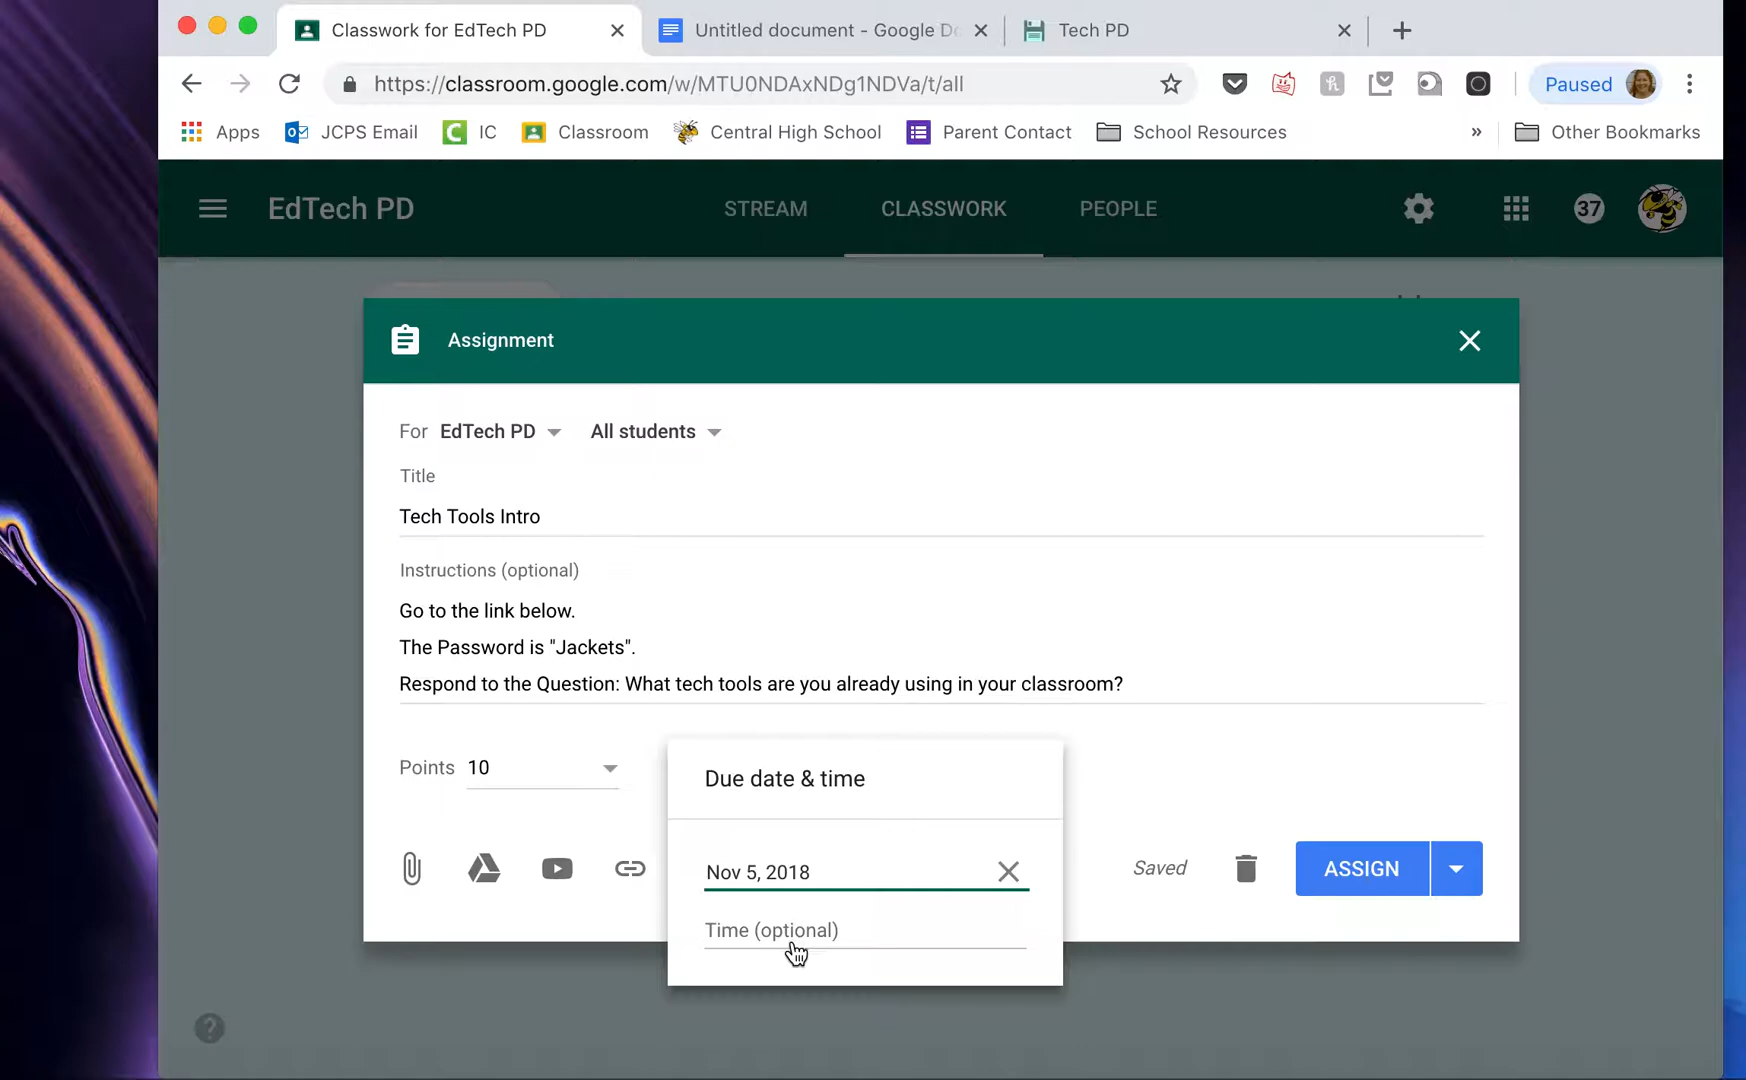 Classwork for EdTech PD
Untitled document - Google Do
Tech PD
https://classroom.google.com/w/MTU0NDAxNDg1NDVa/t/all
Paused
Apps
JCPS Email
IC
Classroom
Central High School
Parent Contact
School Resources
»
Other Bookmarks
EdTech PD
STREAM
CLASSWORK
PEOPLE
37
Assignment
For EdTech PD All students
Title
Tech Tools Intro
Instructions (optional)
Go to the link below.
The Password is "Jackets".
Respond to the Question: What tech tools are you already using in your classroom?
Points 10
Due date & time
Nov 5, 2018
Time (optional)
Saved
ASSIGN